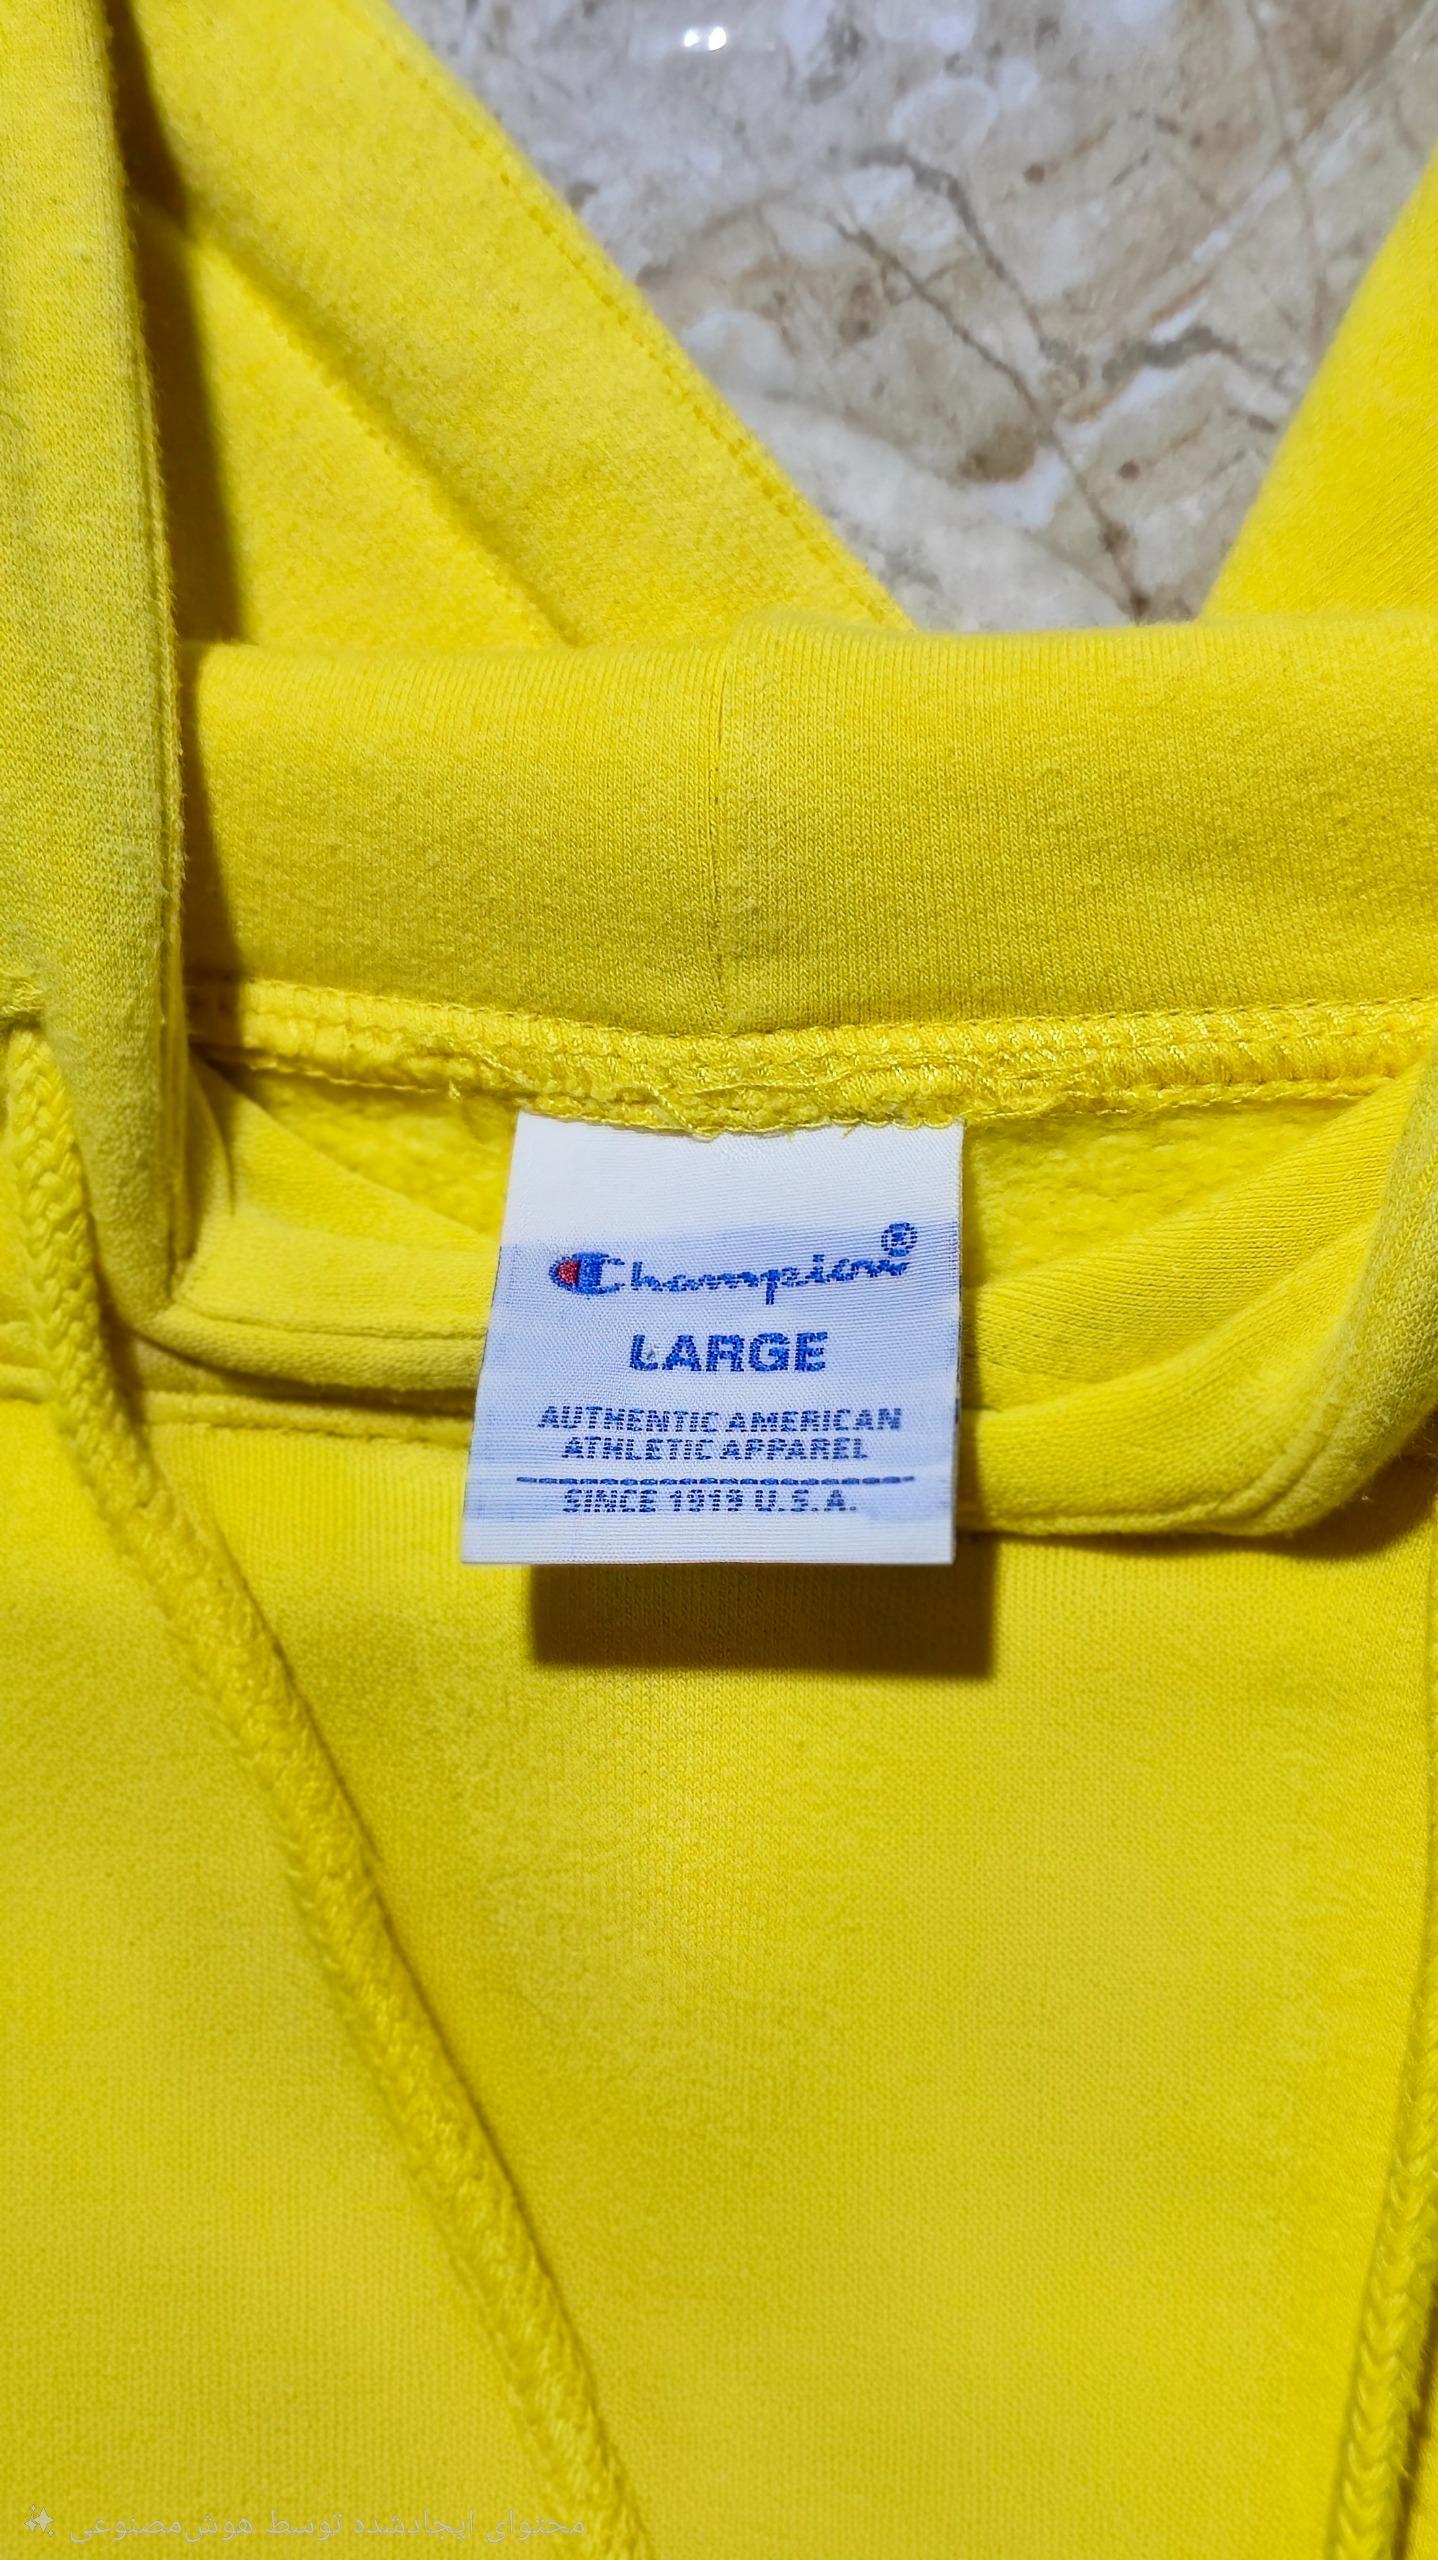 Champion®
LARGE
AUTHENTIC AMERICAN
ATHLETIC APPAREL
SINCE 1919 U.S.A.
محتوای ایجادشده توسط هوش‌مصنوعی